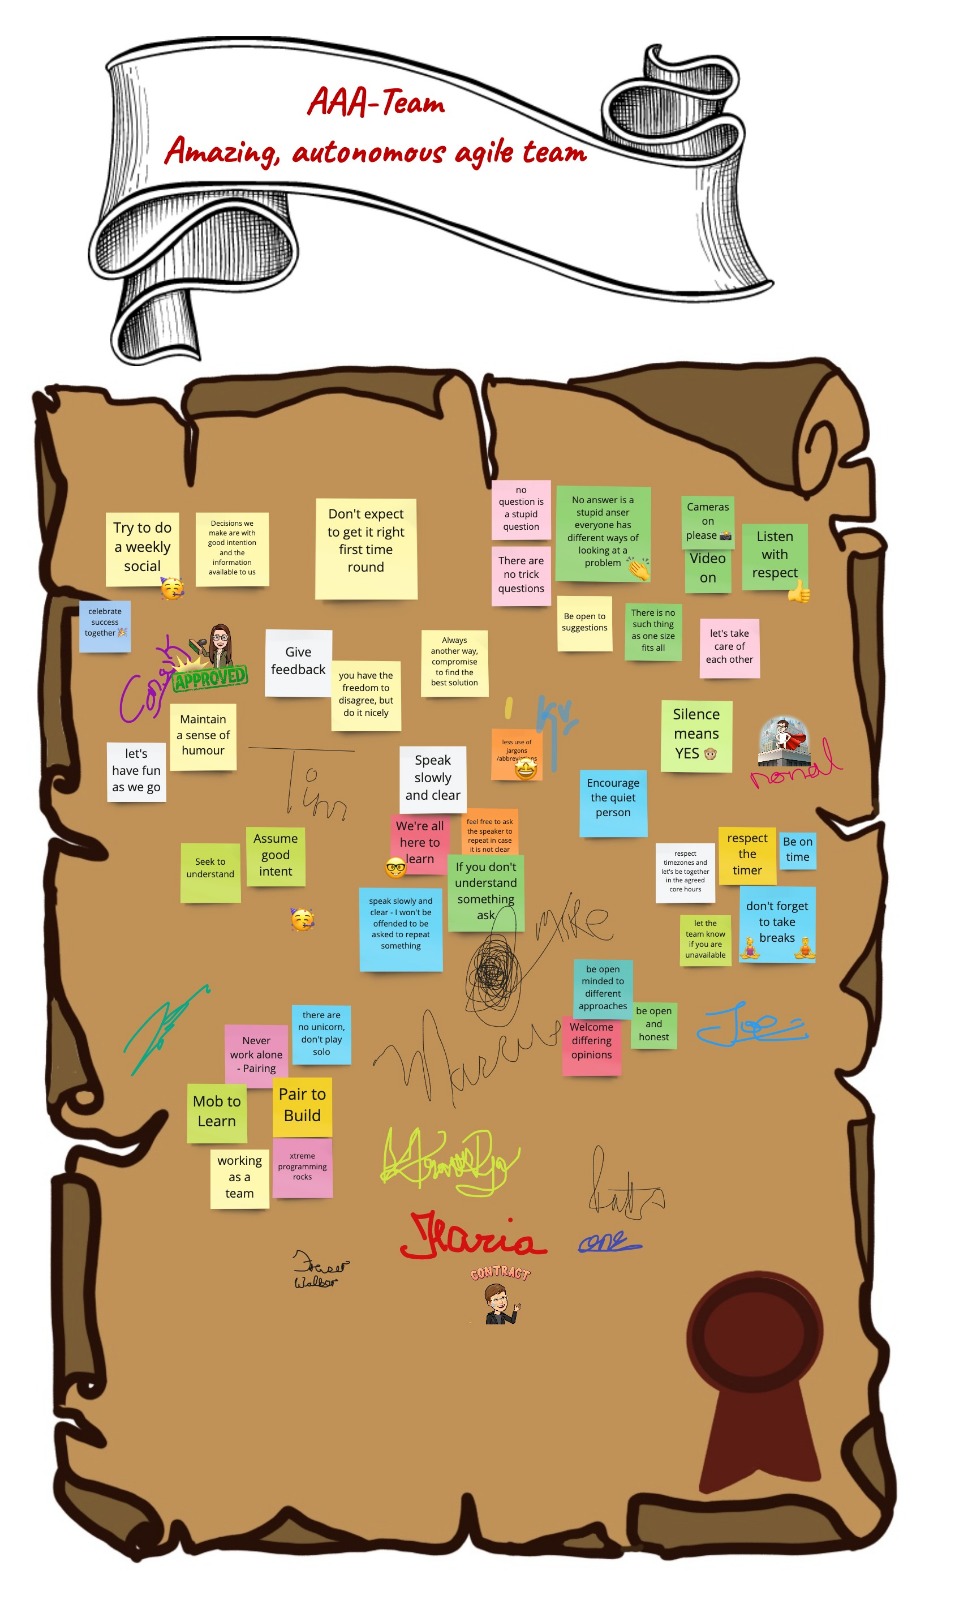 AAA-Team
Amazing, autonomous agile team
Try to do
a weekly
social
Decisions we
make are with
good intention
and the
information
available to us
Don't expect
to get it right
first time
round
no
question is
a stupid
question
There are
no trick
questions
No answer is a
stupid anser
everyone has
different ways of
looking at a
problem
Cameras
on
please
Video
on
Listen
with
respect
celebrate
success
together
APPROVED
Give
feedback
you have the
freedom to
disagree, but
do it nicely
Always
another way,
compromise
to find the
best solution
Be open to
suggestions
There is no
such thing
as one size
fits all
let's take
care of
each other
Maintain
a sense of
humour
let's
have fun
as we go
Tim
Speak
slowly
and clear
less use of
jargons
Silence
means
YES
Encourage
the quiet
person
Seek to
understand
Assume
good
intent
We're all
here to
learn
feel free to ask
the speaker to
repeat in case
it is not clear
If you don't
understand
something
ask
speak slowly and
clear - I won't be
offended to be
asked to repeat
something
respect
timezones and
let's be together
in the agreed
core hours
respect
the
timer
Be on
time
let the
team know
if you are
unavailable
don't forget
to take
breaks
Mike
be open
minded to
different
approaches
be open
and
honest
Welcome
differing
opinions
Joe
Marcus
there are
no unicorn,
don't play
solo
Never
work alone
- Pairing
Mob to
Learn
Pair to
Build
working
as a
team
xtreme
programming
rocks
Ilaria
Fraser
Walker
CONTRACT